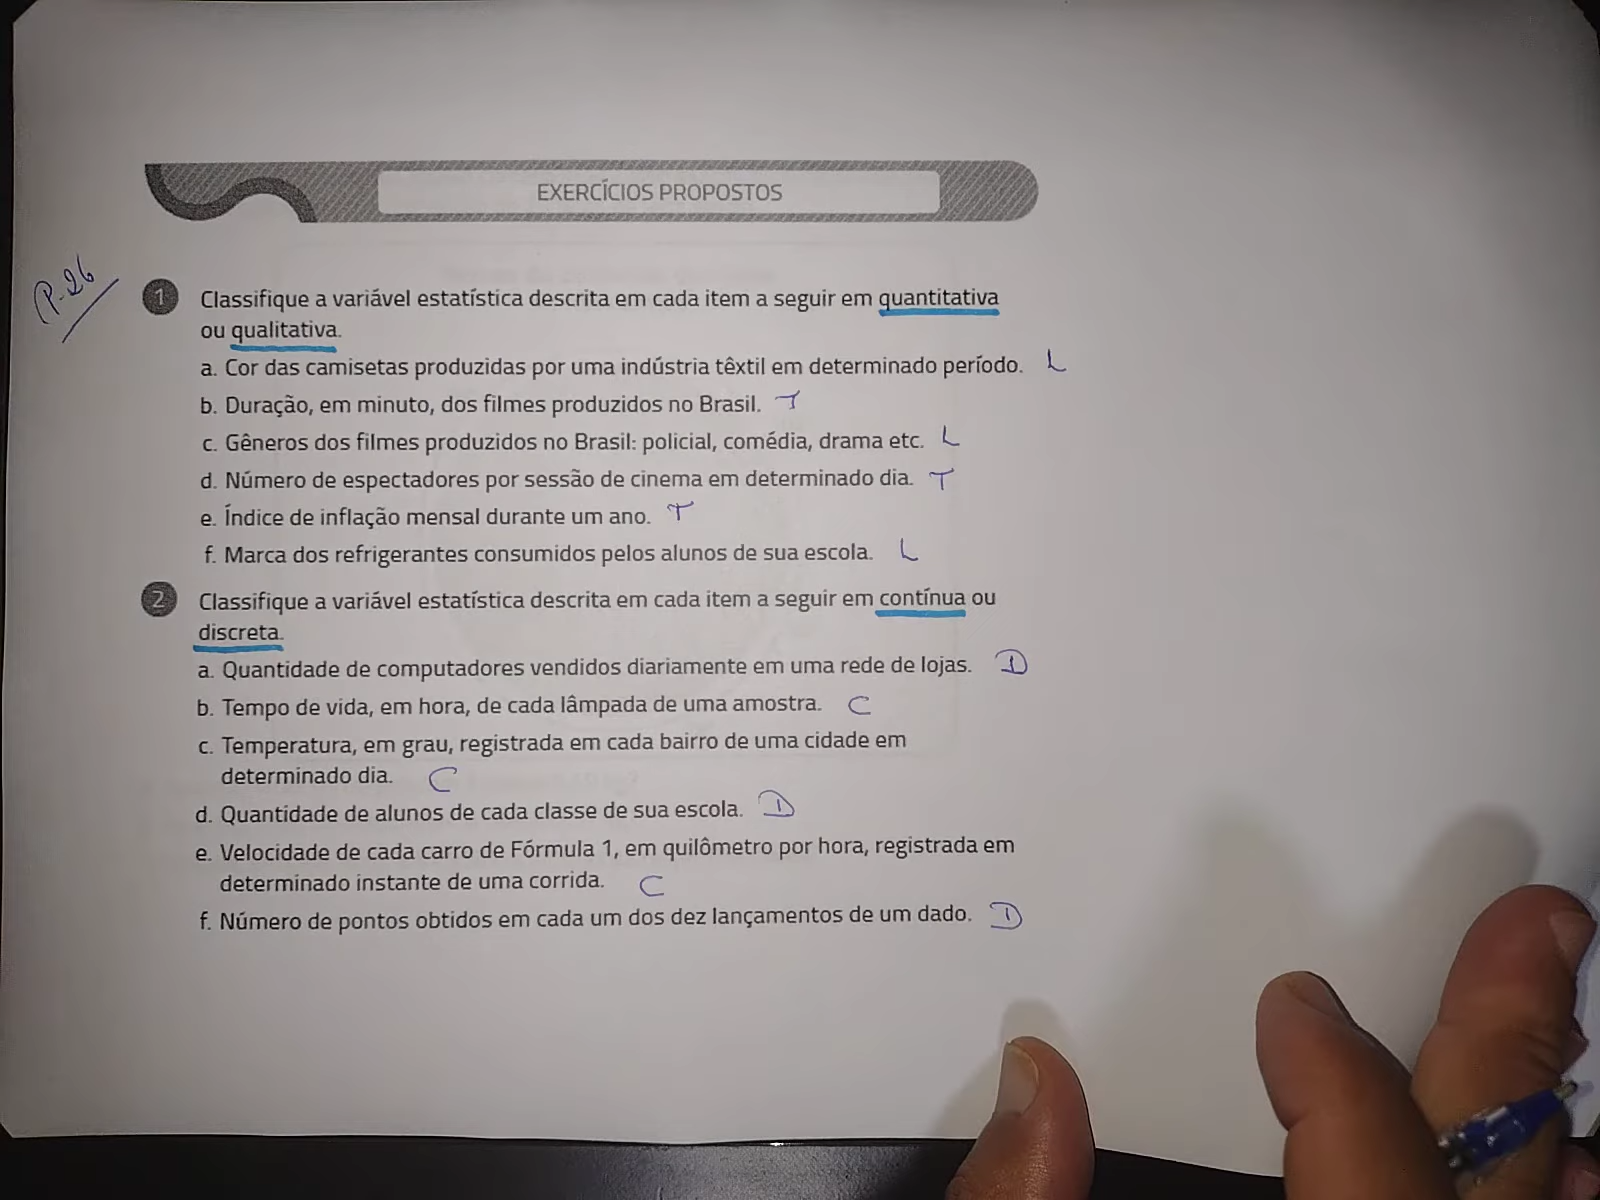 EXERCÍCIOS PROPOSTOS
P-26
1 Classifique a variável estatística descrita em cada item a seguir em quantitativa
ou qualitativa.
a. Cor das camisetas produzidas por uma indústria têxtil em determinado período. L
b. Duração, em minuto, dos filmes produzidos no Brasil. T
c. Gêneros dos filmes produzidos no Brasil: policial, comédia, drama etc. L
d. Número de espectadores por sessão de cinema em determinado dia. T
e. Índice de inflação mensal durante um ano. T
f. Marca dos refrigerantes consumidos pelos alunos de sua escola. L
2 Classifique a variável estatística descrita em cada item a seguir em contínua ou
discreta.
a. Quantidade de computadores vendidos diariamente em uma rede de lojas. D
b. Tempo de vida, em hora, de cada lâmpada de uma amostra. C
c. Temperatura, em grau, registrada em cada bairro de uma cidade em
determinado dia. C
d. Quantidade de alunos de cada classe de sua escola. D
e. Velocidade de cada carro de Fórmula 1, em quilômetro por hora, registrada em
determinado instante de uma corrida. C
f. Número de pontos obtidos em cada um dos dez lançamentos de um dado. D